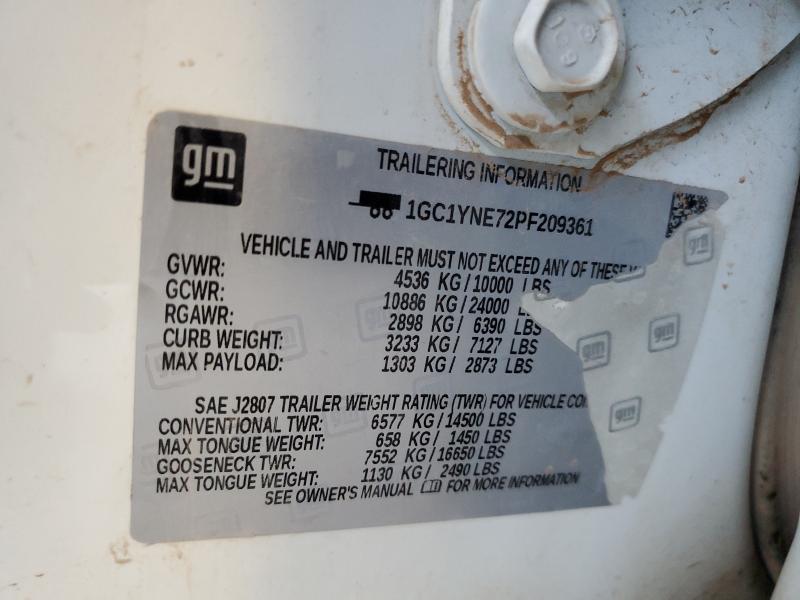 gm
TRAILERING INFORMATION
1GC1YNE72PF209361
VEHICLE AND TRAILER MUST NOT EXCEED ANY OF THESE
GVWR: 4536 KG / 10000 LBS
GCWR: 10886 KG / 24000
RGAWR: 2898 KG / 6390 LBS
CURB WEIGHT: 3233 KG / 7127 LBS
MAX PAYLOAD: 1303 KG / 2873 LBS
SAE J2807 TRAILER WEIGHT RATING (TWR) FOR VEHICLE
CONVENTIONAL TWR: 6577 KG / 14500 LBS
MAX TONGUE WEIGHT: 658 KG / 1450 LBS
GOOSENECK TWR: 7552 KG / 16650 LBS
MAX TONGUE WEIGHT: 1130 KG / 2490 LBS
SEE OWNER'S MANUAL FOR MORE INFORMATION
gm
gm
gm
gm